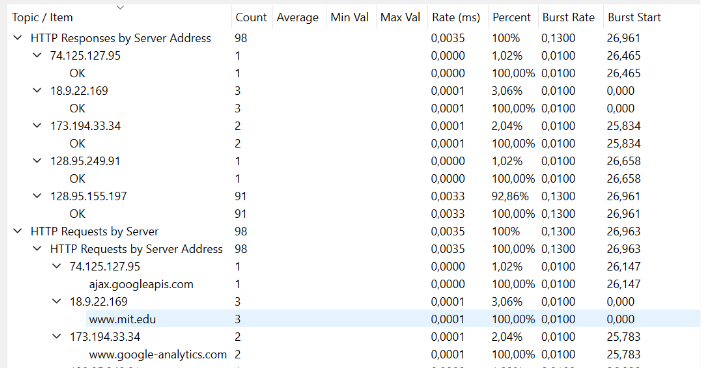 Topic / Item Count Average Min Val Max Val Rate (ms) Percent Burst Rate Burst Start
HTTP Responses by Server Address 98 0,0035 100% 0,1300 26,961
74.125.127.95 1 0,0000 1,02% 0,0100 26,465
OK 1 0,0000 100,00% 0,0100 26,465
18.9.22.169 3 0,0001 3,06% 0,0100 0,000
OK 3 0,0001 100,00% 0,0100 0,000
173.194.33.34 2 0,0001 2,04% 0,0100 25,834
OK 2 0,0001 100,00% 0,0100 25,834
128.95.249.91 1 0,0000 1,02% 0,0100 26,658
OK 1 0,0000 100,00% 0,0100 26,658
128.95.155.197 91 0,0033 92,86% 0,1300 26,961
OK 91 0,0033 100,00% 0,1300 26,961
HTTP Requests by Server 98 0,0035 100% 0,1300 26,963
HTTP Requests by Server Address 98 0,0035 100,00% 0,1300 26,963
74.125.127.95 1 0,0000 1,02% 0,0100 26,147
ajax.googleapis.com 1 0,0000 100,00% 0,0100 26,147
18.9.22.169 3 0,0001 3,06% 0,0100 0,000
www.mit.edu 3 0,0001 100,00% 0,0100 0,000
173.194.33.34 2 0,0001 2,04% 0,0100 25,783
www.google-analytics.com 2 0,0001 100,00% 0,0100 25,783